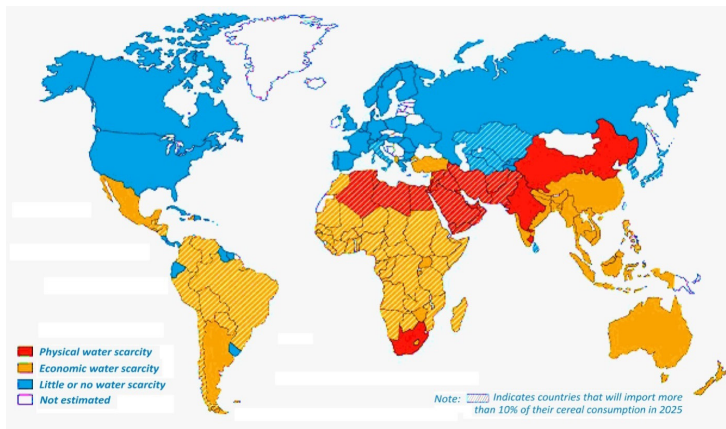 Physical water scarcity
Economic water scarcity
Little or no water scarcity
Not estimated
Note: Indicates countries that will import more
than 10% of their cereal consumption in 2025